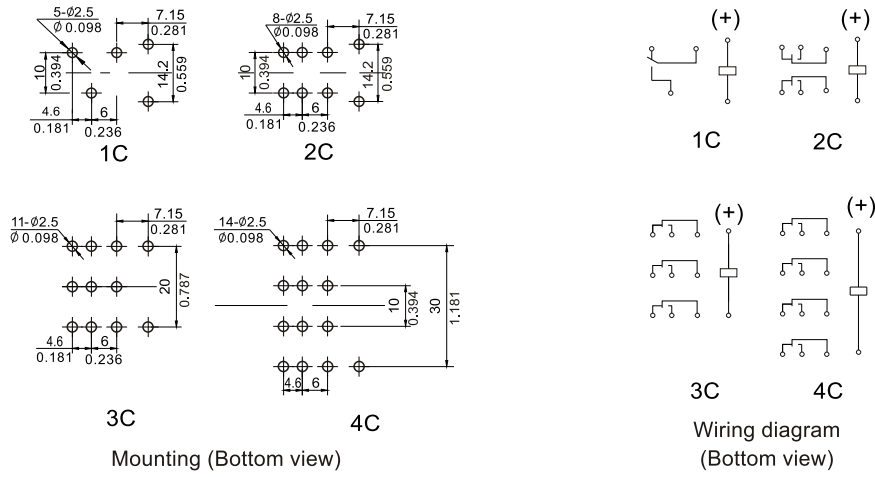 5-Ø2.5
Ø 0.098
7.15
0.281
10
0.394
14.2
0.559
4.6
0.181
6
0.236
1C
8-Ø2.5
Ø0.098
7.15
0.281
10
0.394
14.2
0.559
4.6
0.181
6
0.236
2C
(+)
1C
(+)
2C
11-Ø2.5
Ø 0.098
7.15
0.281
20
0.787
4.6
0.181
6
0.236
3C
14-Ø2.5
Ø0.098
7.15
0.281
10
0.394
30
1.181
4.6
6
4C
(+)
3C
(+)
4C
Mounting (Bottom view)
Wiring diagram
(Bottom view)